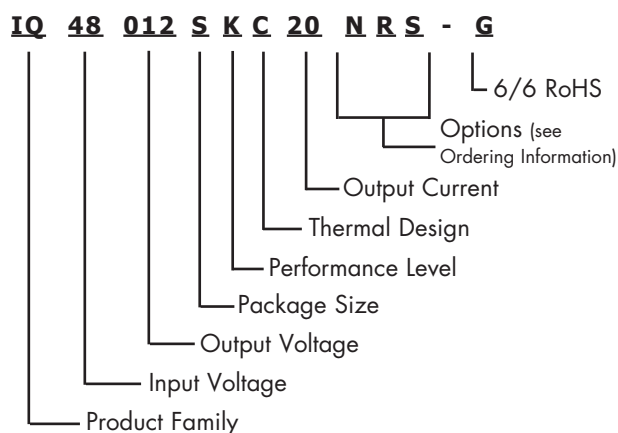 IQ 48 012 S K C 20 N R S - G
6/6 RoHS
Options (see
Ordering Information)
Output Current
Thermal Design
Performance Level
Package Size
Output Voltage
Input Voltage
Product Family